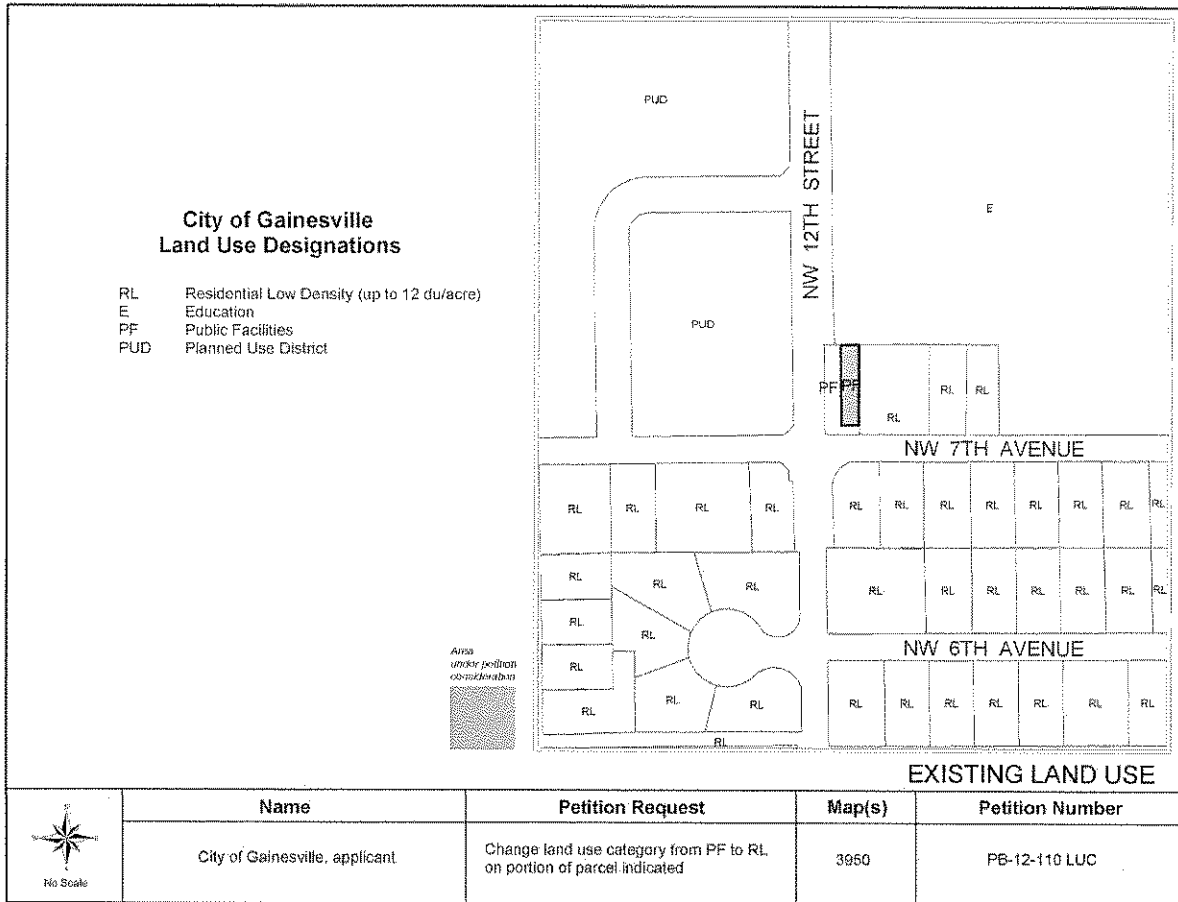 City of Gainesville
Land Use Designations
RL Residential Low Density (up to 12 du/acre)
E Education
PF Public Facilities
PUD Planned Use District
PUD
NW 12TH STREET
E
PUD
PF PF RL RL RL
NW 7TH AVENUE
RL RL RL RL RL RL RL RL RL RL RL RL
RL RL RL RL RL RL RL RL RL RL
RL RL
NW 6TH AVENUE
RL
RL RL RL RL RL RL RL RL RL RL
RL
Area
under petition
consideration
EXISTING LAND USE
Name Petition Request Map(s) Petition Number
No Scale
City of Gainesville, applicant
Change land use category from PF to RL
on portion of parcel indicated
3950
PB-12-110 LUC